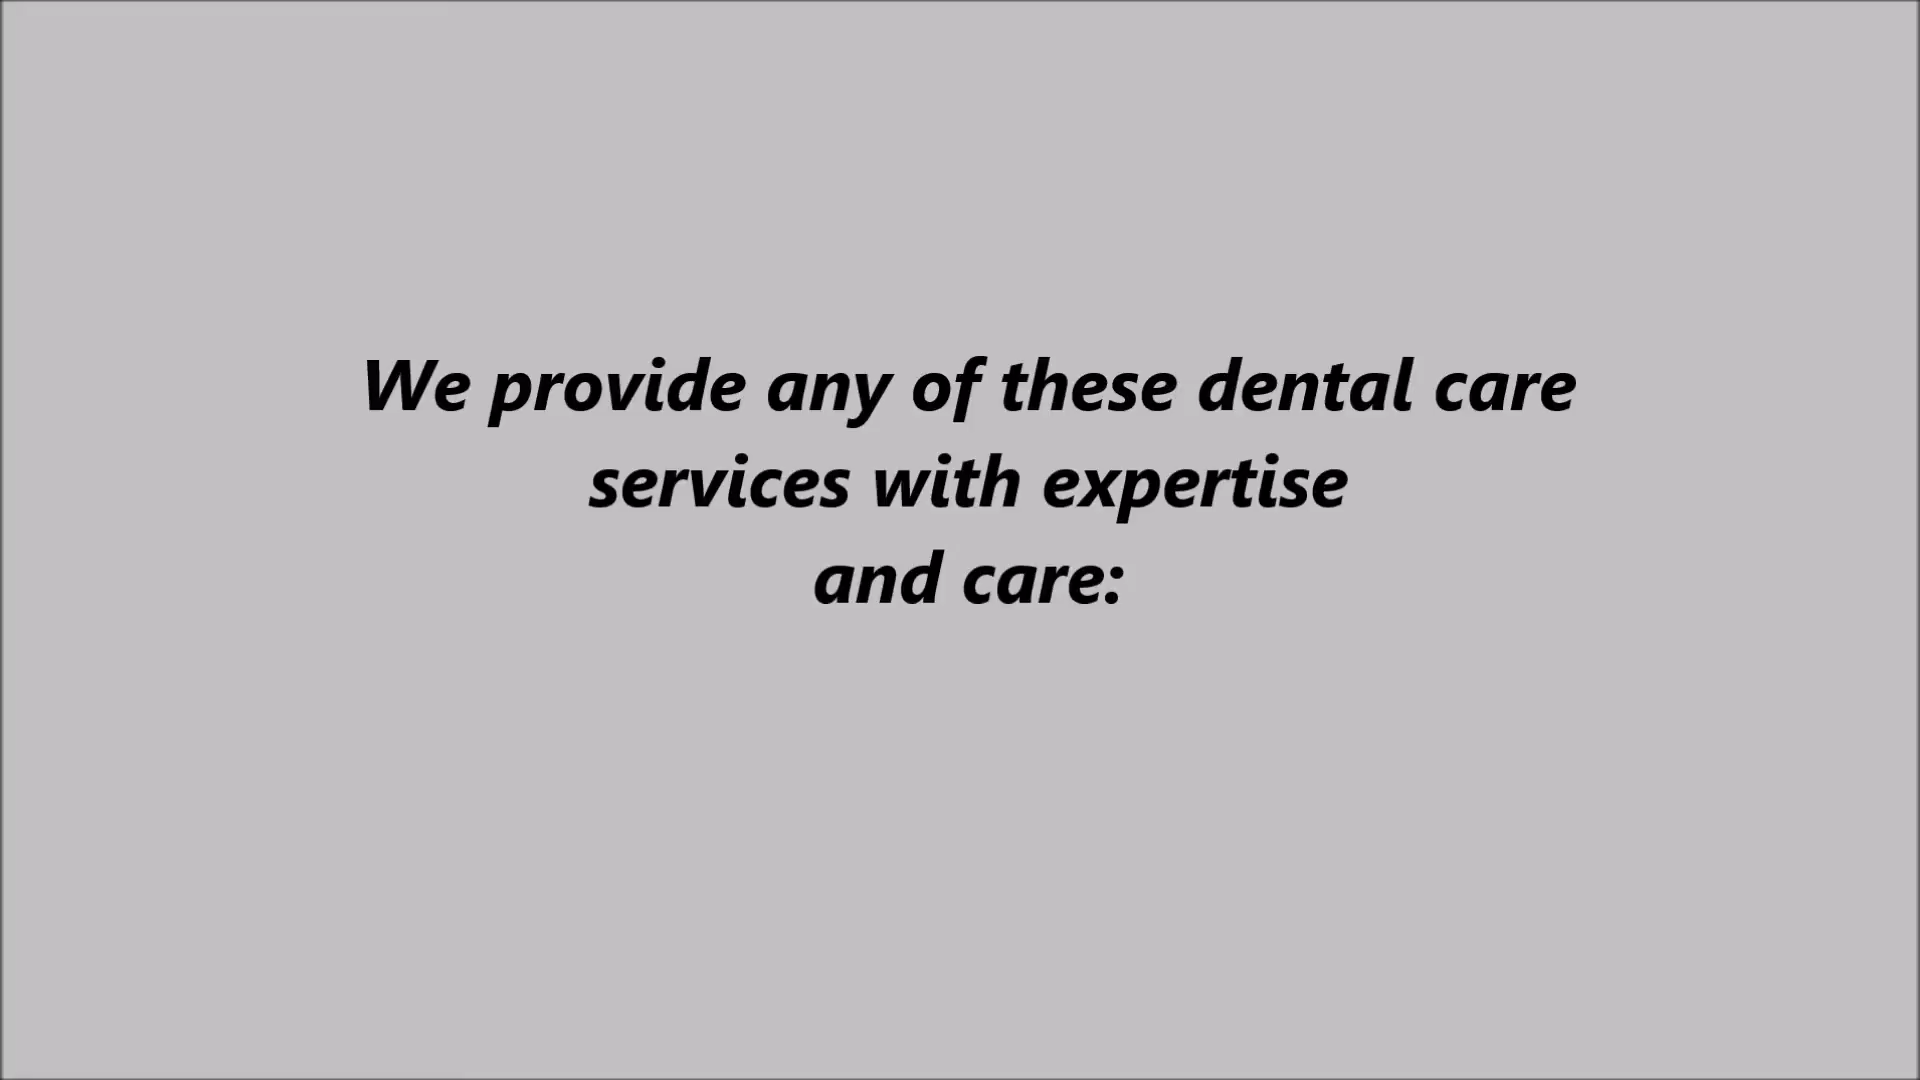 We provide any of these dental care
services with expertise
and care: